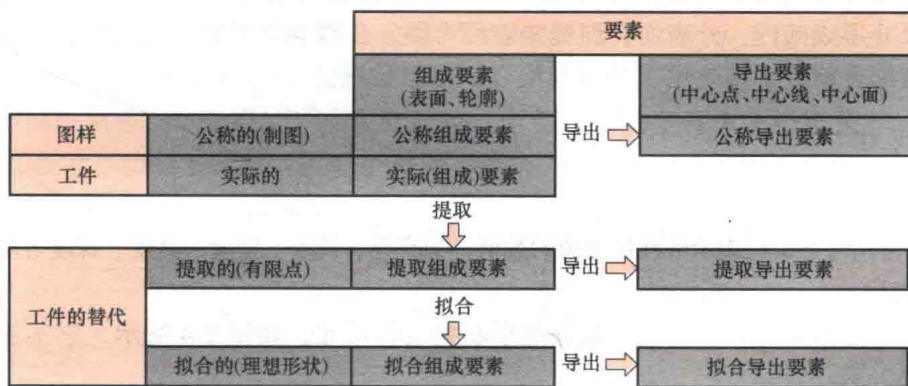 要素
组成要素
(表面、轮廓)
导出要素
(中心点、中心线、中心面)
图样
公称的(制图)
公称组成要素
导出
公称导出要素
工件
实际的
实际(组成)要素
提取
工件的替代
提取的(有限点)
提取组成要素
导出
提取导出要素
拟合
拟合的(理想形状)
拟合组成要素
导出
拟合导出要素